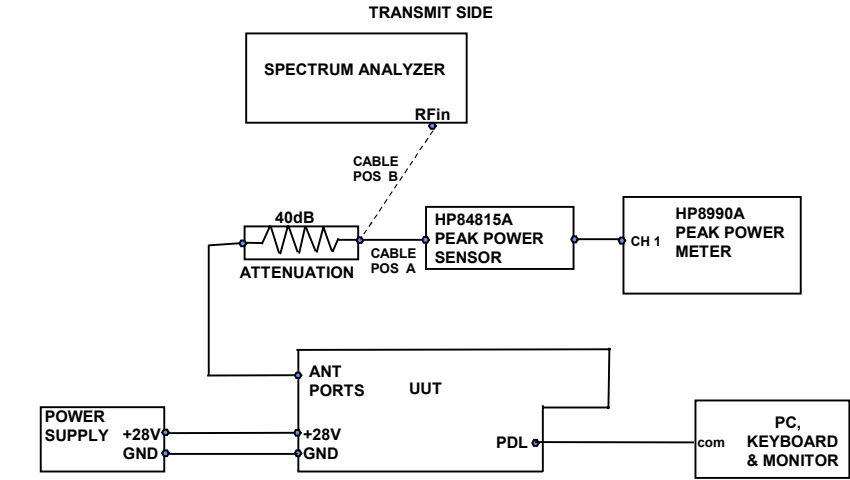 TRANSMIT SIDE
SPECTRUM ANALYZER
RFin
CABLE
POS B
40dB
ATTENUATION
CABLE
POS A
HP84815A
PEAK POWER
SENSOR
CH 1
HP8990A
PEAK POWER
METER
ANT
PORTS
UUT
POWER
SUPPLY
+28V
GND
+28V
GND
PDL
com
PC,
KEYBOARD
& MONITOR